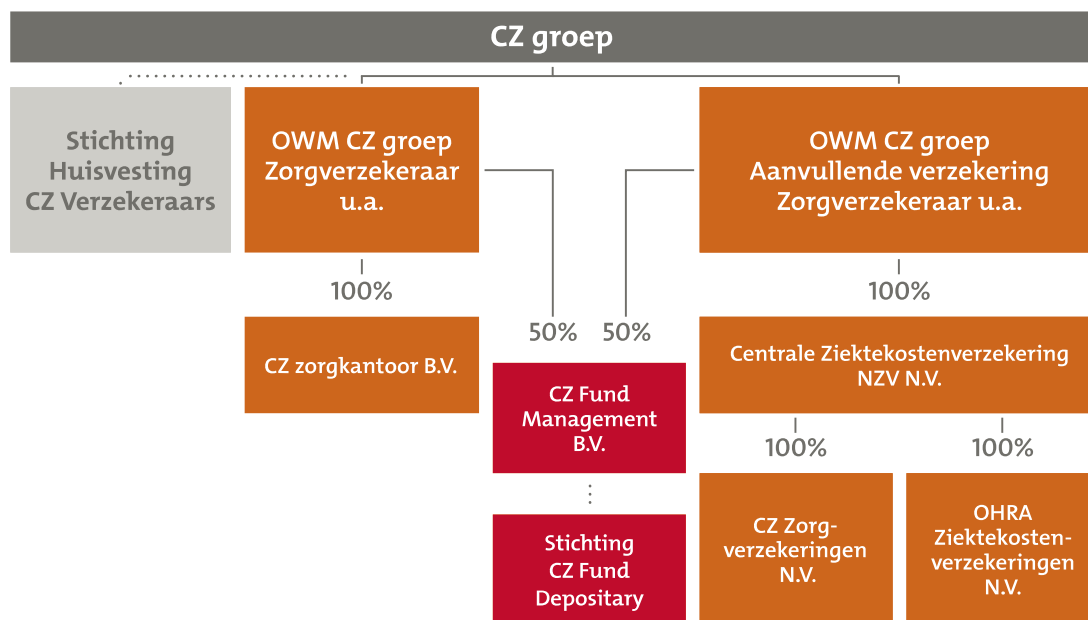 CZ groep
Stichting
Huisvesting
CZ Verzekeraars
OWM CZ groep
Zorgverzekeraar
u.a.
OWM CZ groep
Aanvullende verzekering
Zorgverzekeraar u.a.
100%
50%
50%
100%
CZ zorgkantoor B.V.
CZ Fund
Management
B.V.
Centrale Ziektekostenverzekering
NZV N.V.
100%
100%
Stichting
CZ Fund
Depositary
CZ Zorg-
verzekeringen
N.V.
OHRA
Ziektekosten-
verzekeringen
N.V.